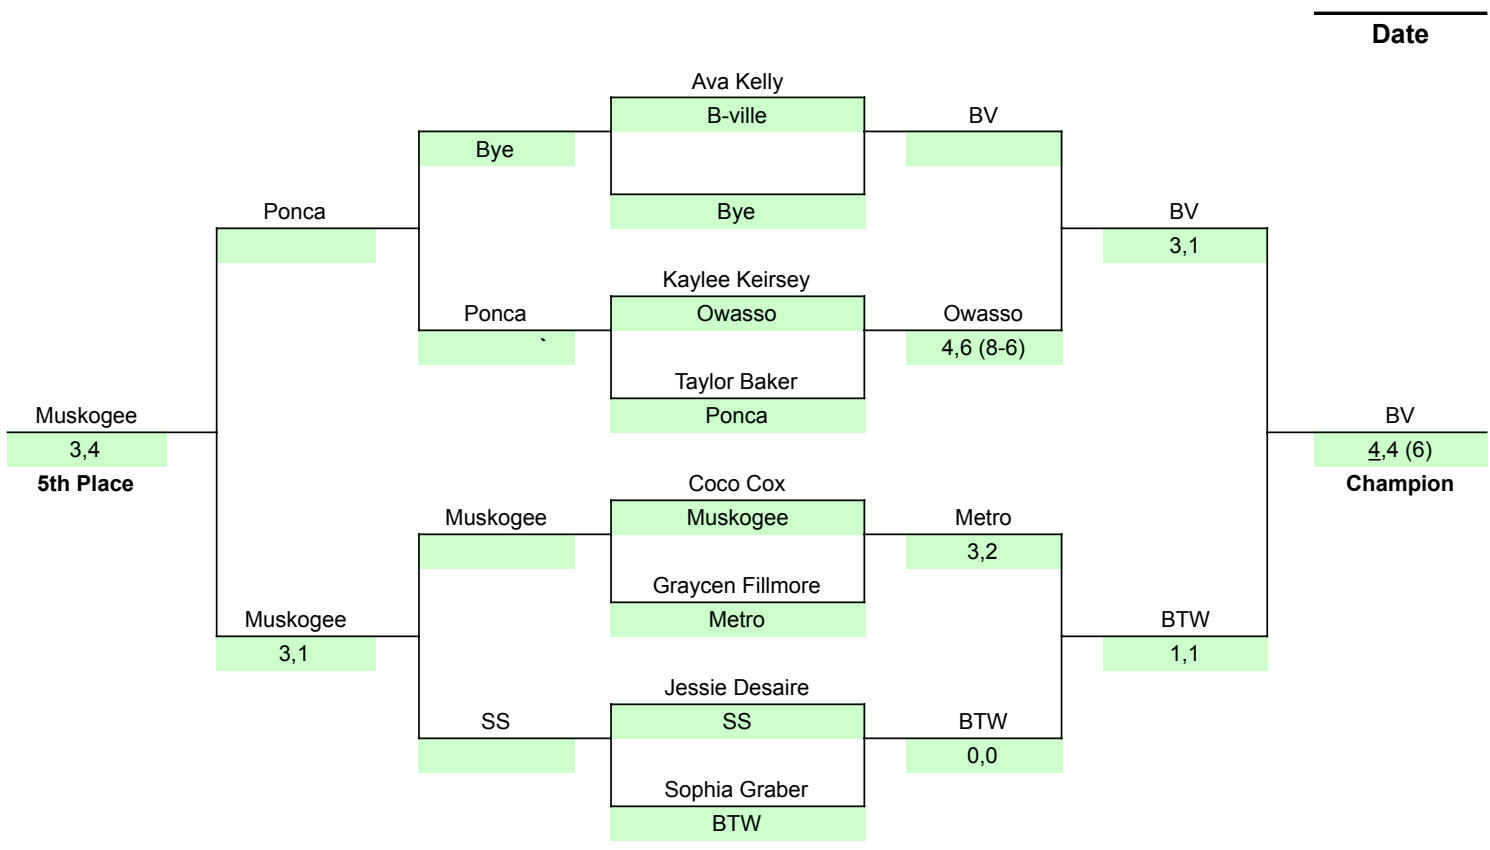 Date
Ava Kelly
B-ville
BV
Bye
Bye
Ponca
BV
3,1
Kaylee Keirsey
Ponca
Owasso
Owasso
`
4,6 (8-6)
Taylor Baker
Ponca
Muskogee
BV
3,4
4,4 (6)
5th Place
Champion
Coco Cox
Muskogee
Muskogee
Metro
3,2
Graycen Fillmore
Metro
Muskogee
BTW
3,1
1,1
Jessie Desaire
SS
SS
BTW
0,0
Sophia Graber
BTW